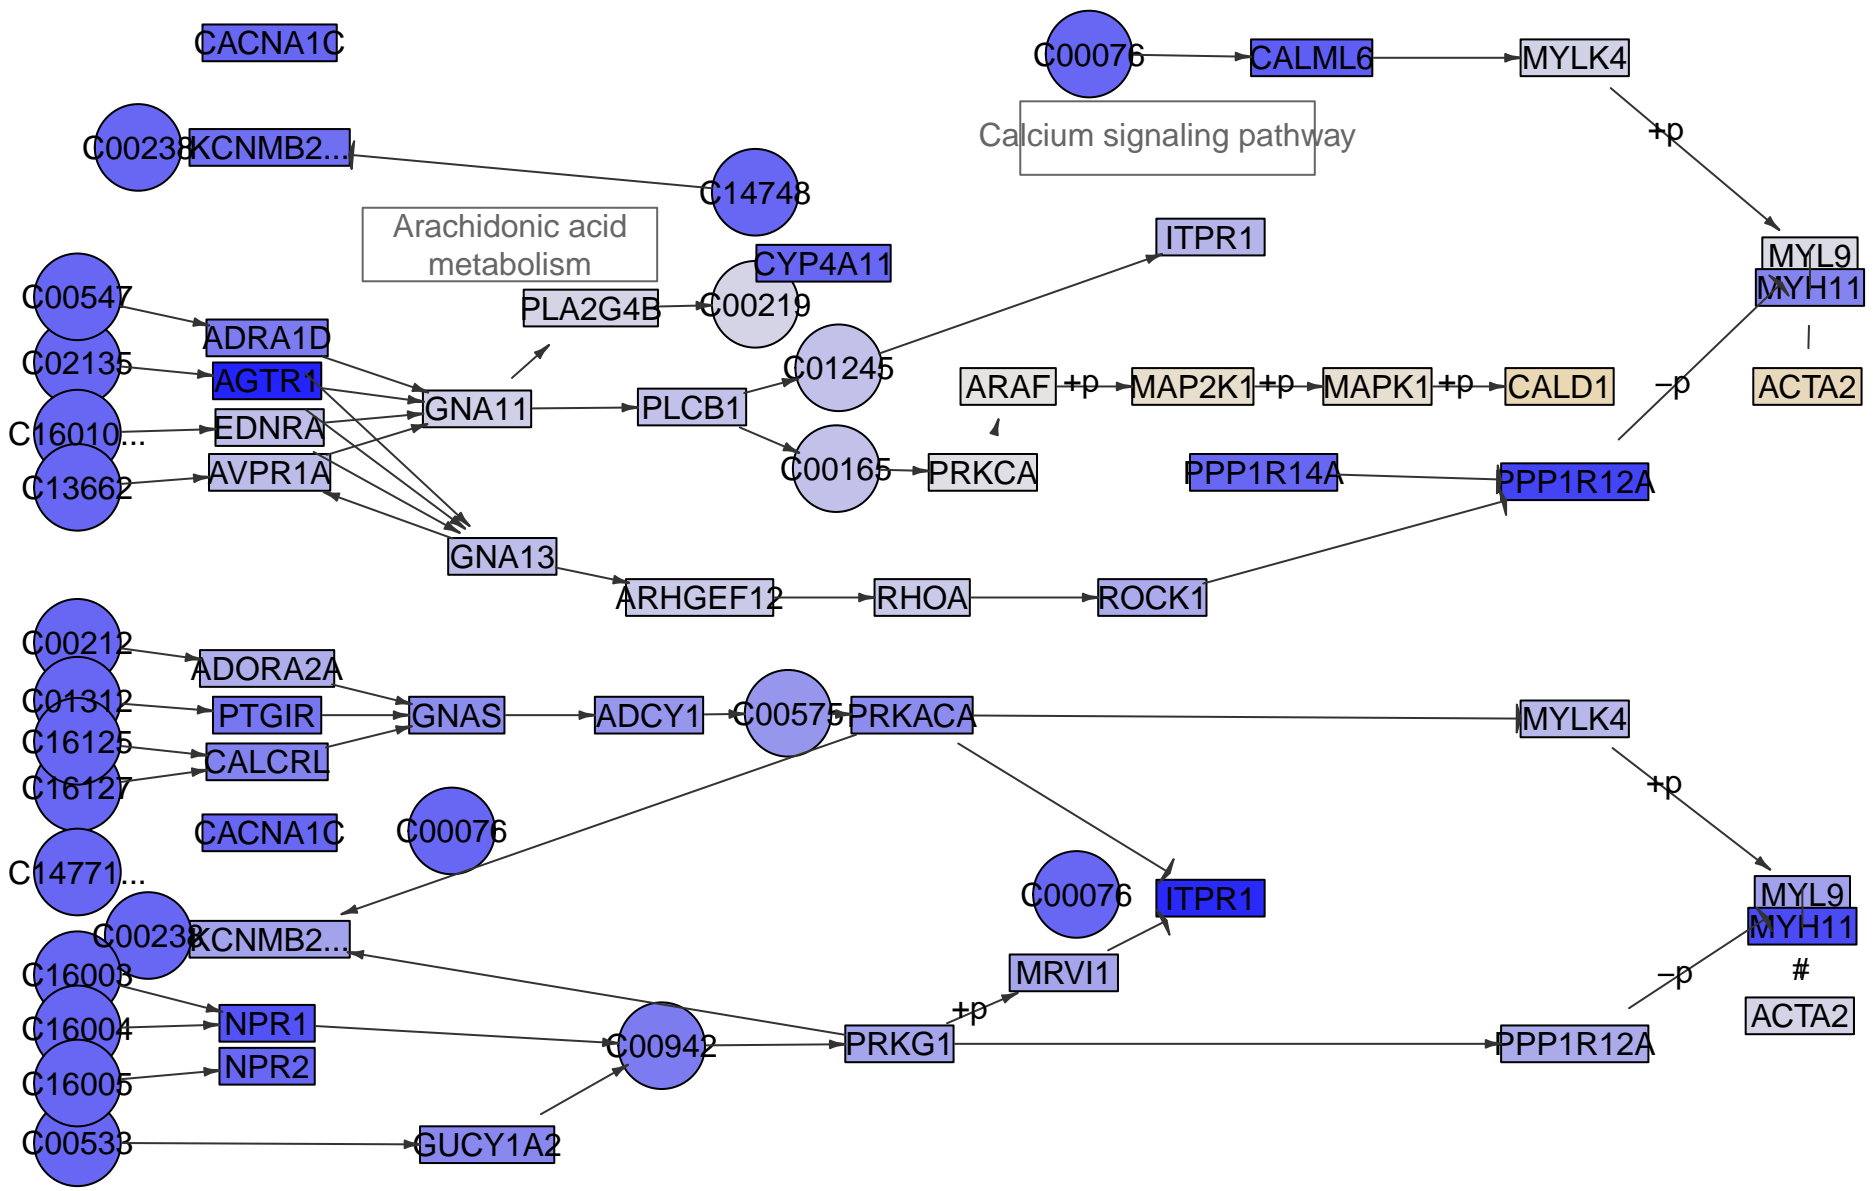 CACNA1C
C00076
CALML6
MYLK4
+p
C00238
KCNMB2...
Calcium signaling pathway
C14748
Arachidonic acid
metabolism
ITPR1
MYL9
CYP4A11
MYH11
C00547
PLA2G4B
C00219
ADRA1D
C02135
AGTR1
C01245
ARAF
+p
MAP2K1
+p
MAPK1
+p
CALD1
–p
ACTA2
GNA11
PLCB1
C16010...
EDNRA
C13662
AVPR1A
C00165
PRKCA
PPP1R14A
PPP1R12A
GNA13
ARHGEF12
RHOA
ROCK1
C00212
ADORA2A
C01312
PTGIR
GNAS
ADCY1
C00575
PRKACA
MYLK4
C16125
CALCRL
C16127
+p
CACNA1C
C00076
C14771...
C00076
ITPR1
MYL9
MYH11
C00238
KCNMB2...
C16003
MRVI1
–p
#
+p
ACTA2
C16004
NPR1
C00942
PRKG1
PPP1R12A
C16005
NPR2
C00533
GUCY1A2